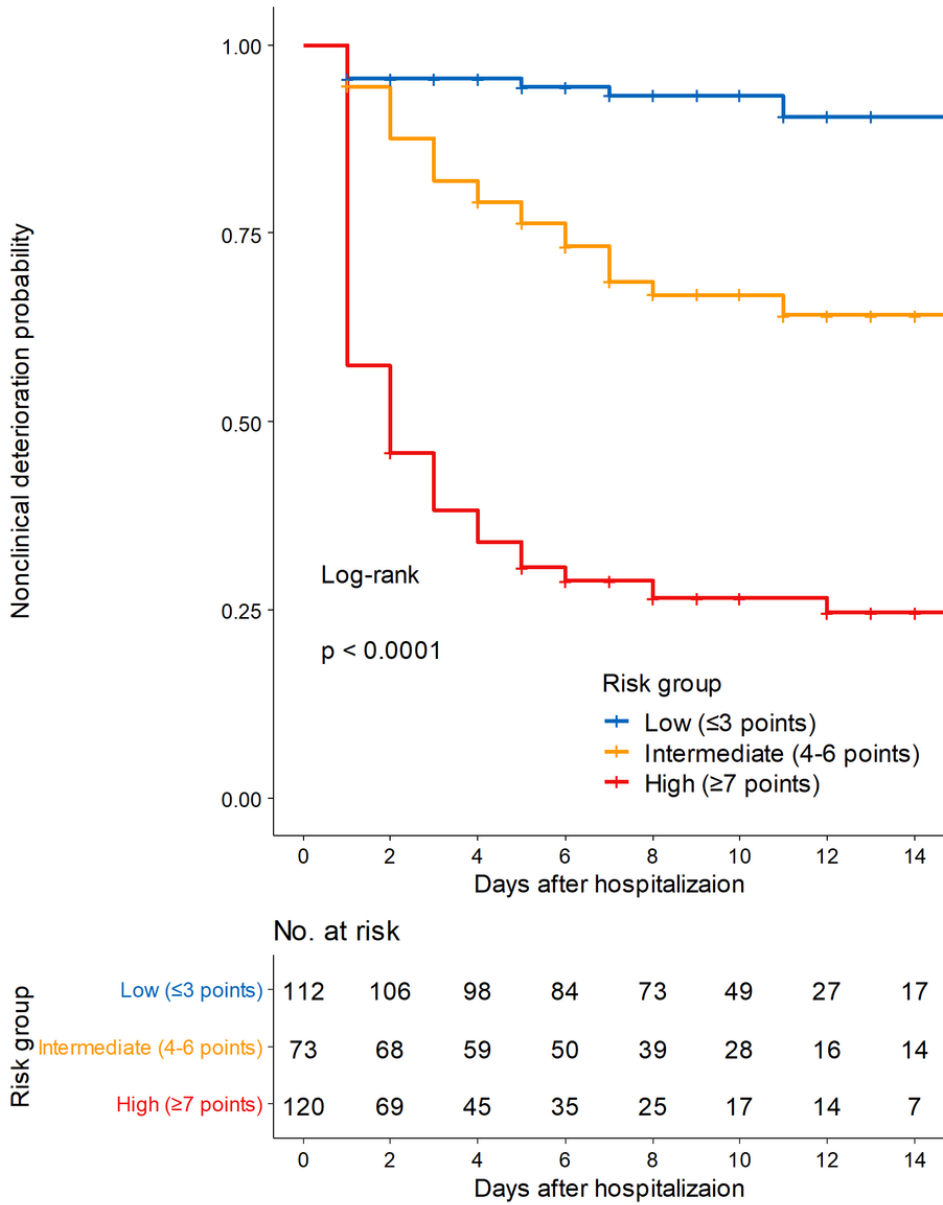 Nonclinical deterioration probability
1.00
0.75
0.50
0.25
0.00
Log-rank
p < 0.0001
Risk group
Low (≤3 points)
Intermediate (4-6 points)
High (≥7 points)
0 2 4 6 8 10 12 14
Days after hospitalizaion
No. at risk
Risk group
Low (≤3 points) 112 106 98 84 73 49 27 17
Intermediate (4-6 points) 73 68 59 50 39 28 16 14
High (≥7 points) 120 69 45 35 25 17 14 7
0 2 4 6 8 10 12 14
Days after hospitalizaion